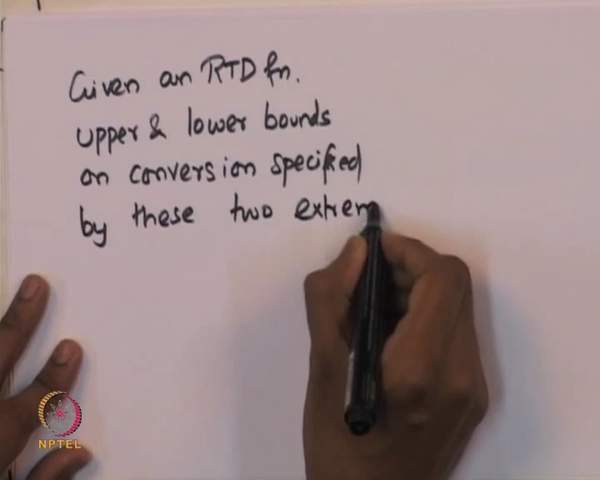 Given an RTD fn.
upper & lower bounds
on conversion specified
by these two extrem
NPTEL